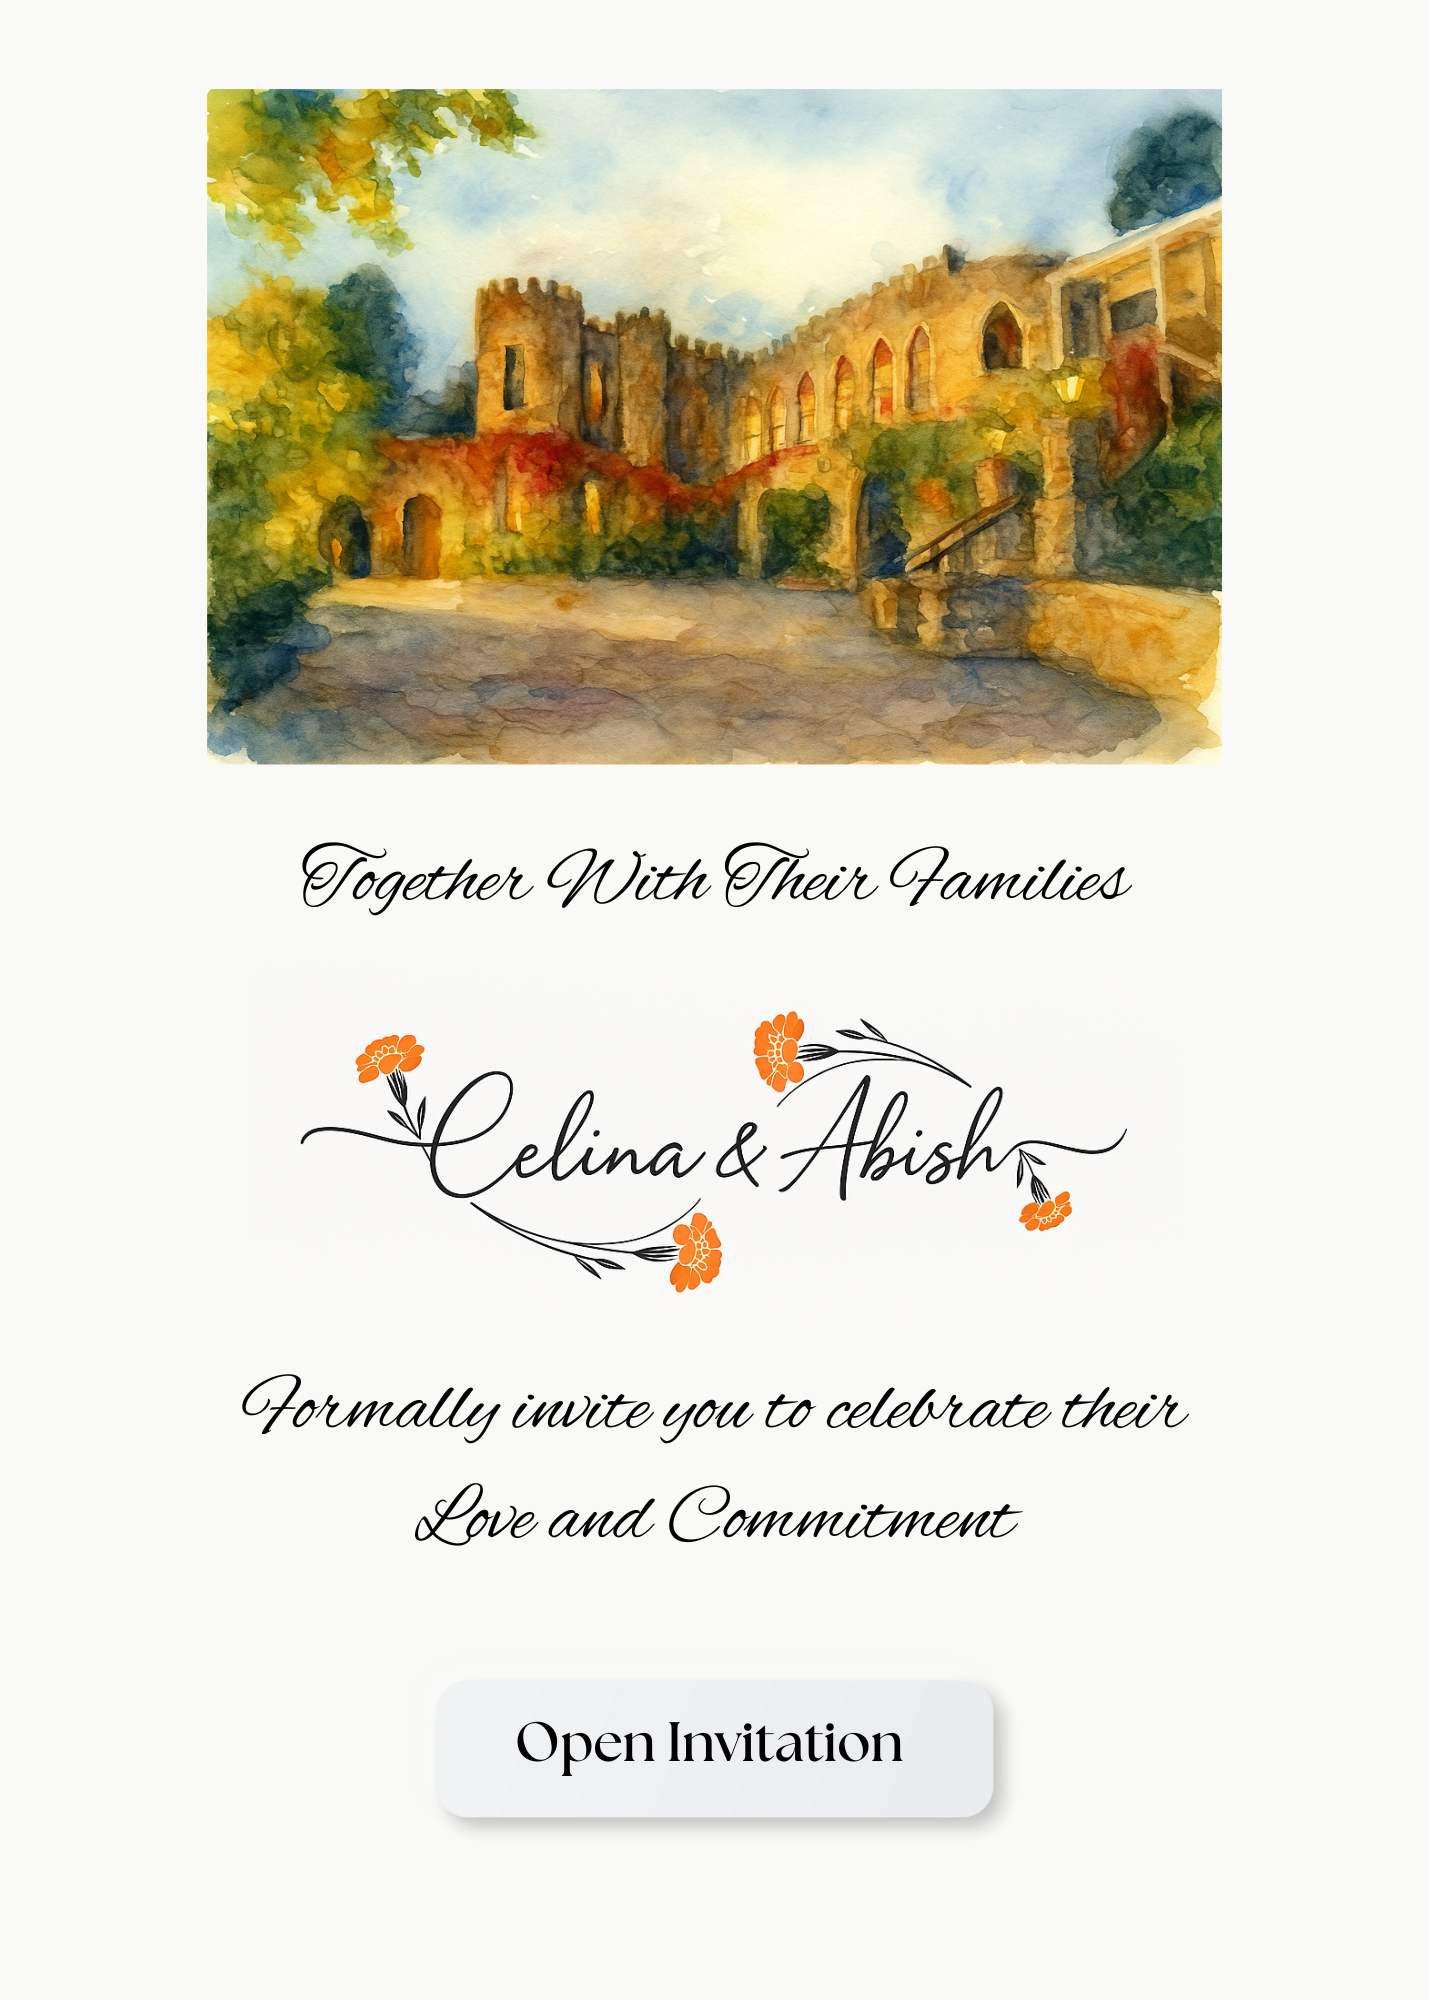 Together With Their Families
Celina & Abish
Formally invite you to celebrate their
Love and Commitment
Open Invitation